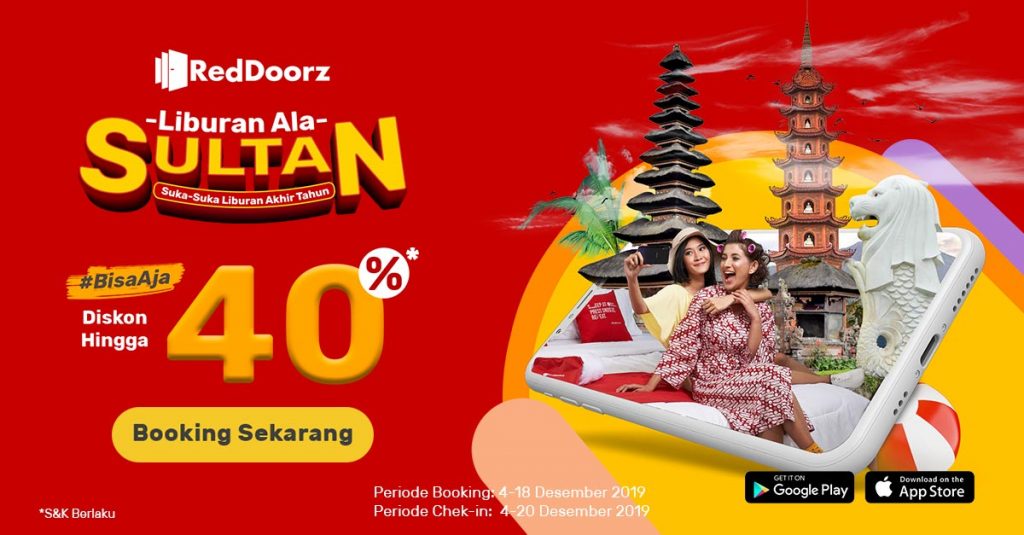 RedDoorz
-Liburan Ala-
SULTAN
Suka-Suka Liburan Akhir Tahun
#BisaAja
Diskon
Hingga
40%*
Booking Sekarang
*S&K Berlaku
Periode Booking: 4-18 Desember 2019
Periode Chek-in: 4-20 Desember 2019
GET IT ON
Google Play
Download on the
App Store